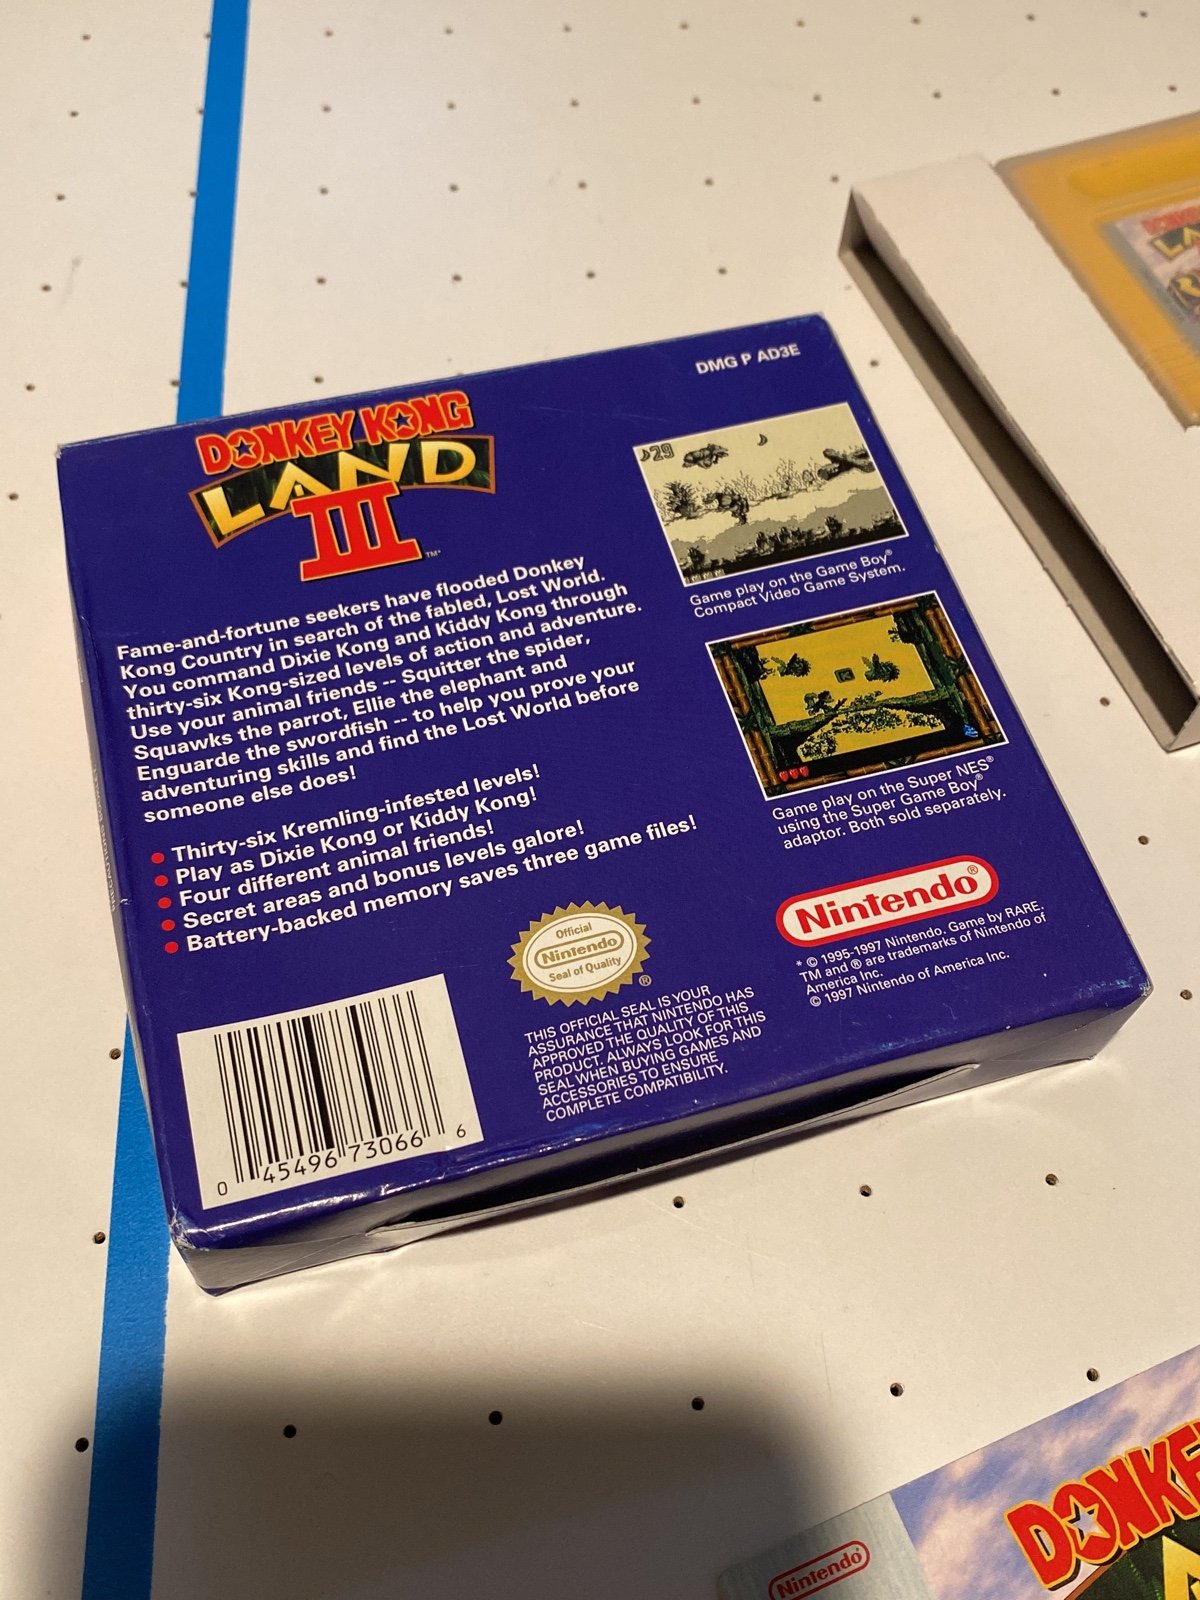 DMG P AD3E
DONKEY KONG
LAND
III
TM*
Fame-and-fortune seekers have flooded Donkey
Kong Country in search of the fabled, Lost World.
You command Dixie Kong and Kiddy Kong through
thirty-six Kong-sized levels of action and adventure.
Use your animal friends -- Squitter the spider,
Squawks the parrot, Ellie the elephant and
Enguarde the swordfish -- to help you prove your
adventuring skills and find the Lost World before
someone else does!
• Thirty-six Kremling-infested levels!
• Play as Dixie Kong or Kiddy Kong!
• Four different animal friends!
• Secret areas and bonus levels galore!
• Battery-backed memory saves three game files!
29
Game play on the Game Boy®
Compact Video Game System.
K
Game play on the Super NES®
using the Super Game Boy®
adaptor. Both sold separately.
Nintendo®
* © 1995-1997 Nintendo. Game by RARE.
TM and ® are trademarks of Nintendo of
America Inc.
© 1997 Nintendo of America Inc.
Official
Nintendo
Seal of Quality
®
THIS OFFICIAL SEAL IS YOUR
ASSURANCE THAT NINTENDO HAS
APPROVED THE QUALITY OF THIS
PRODUCT. ALWAYS LOOK FOR THIS
SEAL WHEN BUYING GAMES AND
ACCESSORIES TO ENSURE
COMPLETE COMPATIBILITY.
0 45496 73066 6
DONKEY
LA
Nintendo
DONKE